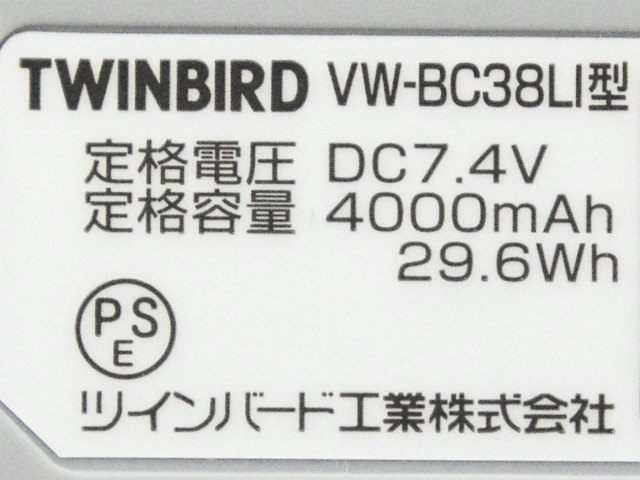 TWINBIRD VW-BC38LI型
定格電圧 DC7.4V
定格容量 4000mAh
29.6Wh
PS
E
ツインバード工業株式会社